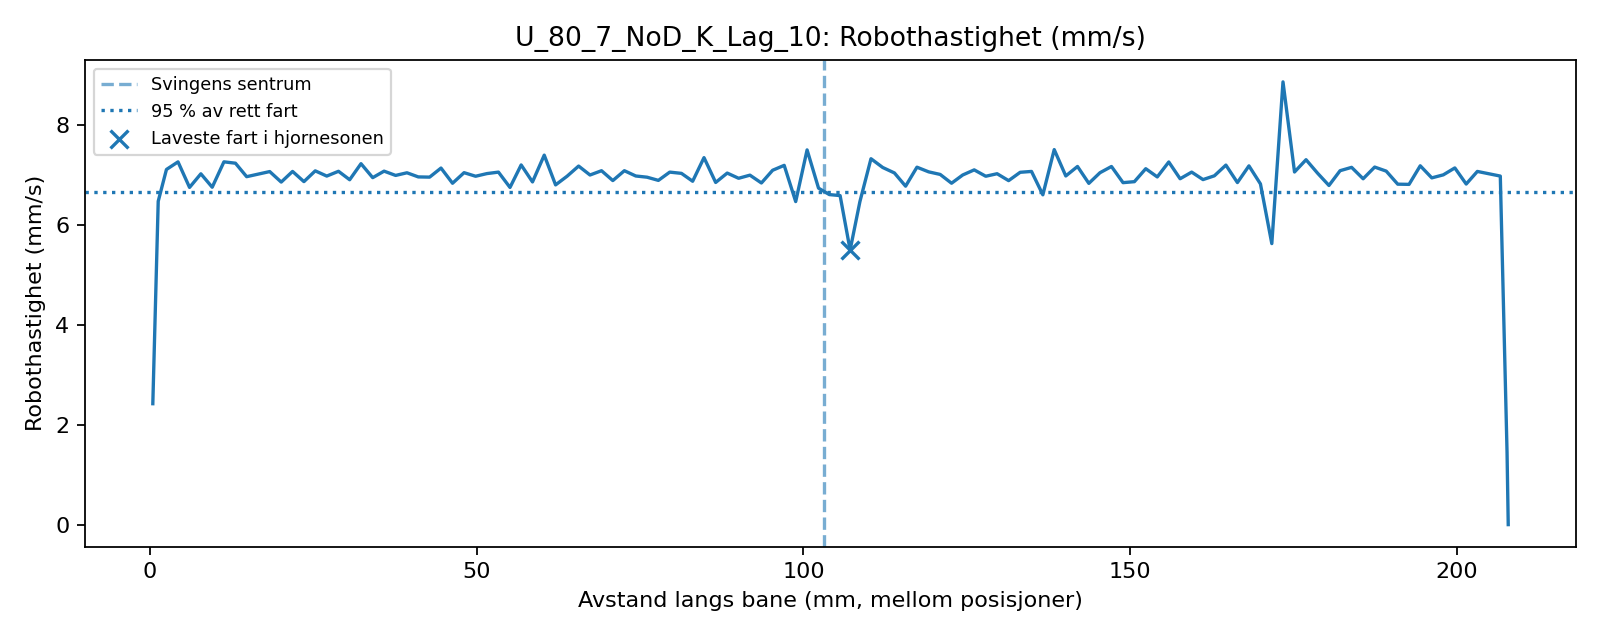 U_80_7_NoD_K_Lag_10: Robothastighet (mm/s)
Svingens sentrum
95 % av rett fart
Laveste fart i hjornesonen
Robothastighet (mm/s)
8
6
4
2
0
0 50 100 150 200
Avstand langs bane (mm, mellom posisjoner)